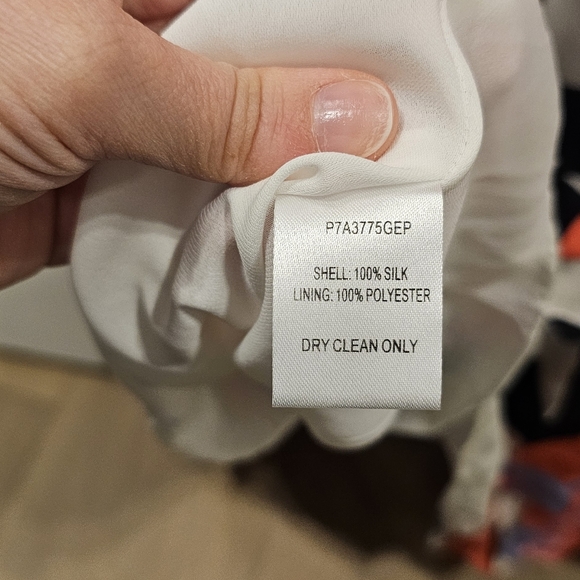 P7A3775GEP
SHELL: 100% SILK
LINING: 100% POLYESTER
DRY CLEAN ONLY